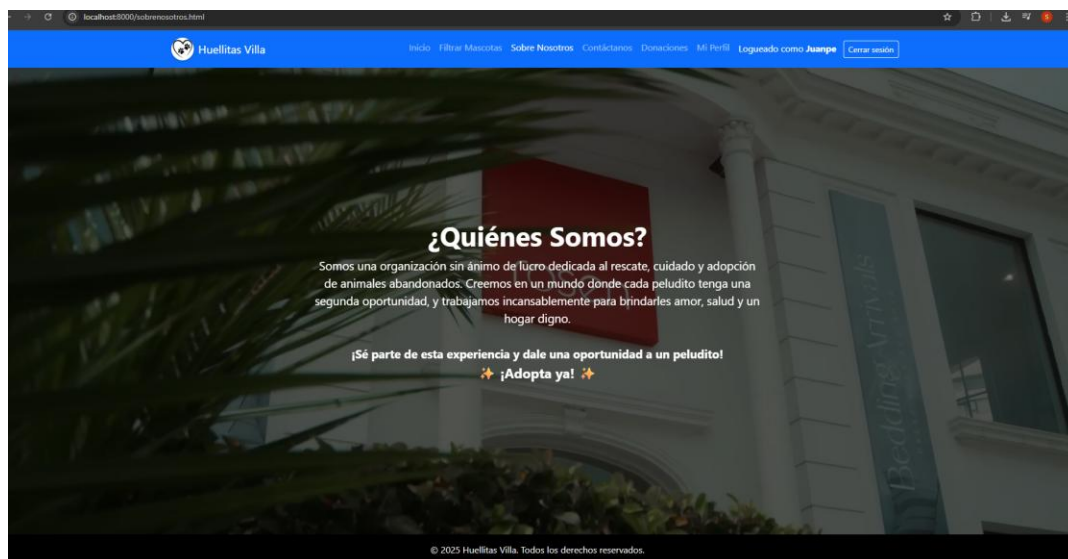 localhost:8000/sobrenosotros.html
Huellitas Villa
Inicio Filtrar Mascotas Sobre Nosotros Contáctanos Donaciones Mi Perfil Logueado como Juanpe Cerrar sesión
¿Quiénes Somos?
Somos una organización sin ánimo de lucro dedicada al rescate, cuidado y adopción
de animales abandonados. Creemos en un mundo donde cada peludito tenga una
segunda oportunidad, y trabajamos incansablemente para brindarles amor, salud y un
hogar digno.
¡Sé parte de esta experiencia y dale una oportunidad a un peludito!
✨ ¡Adopta ya! ✨
Bedding
© 2025 Huellitas Villa. Todos los derechos reservados.